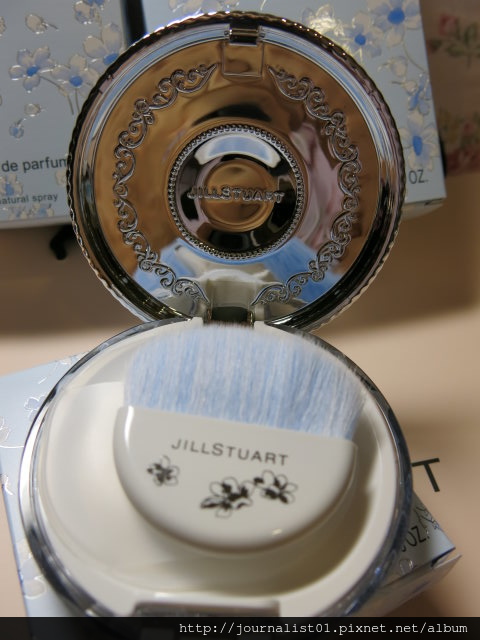 de parfum
natural spray
OZ.
JILLSTUART
JILLSTUART
T
OZ.
http://journalist01.pixnet.net/album